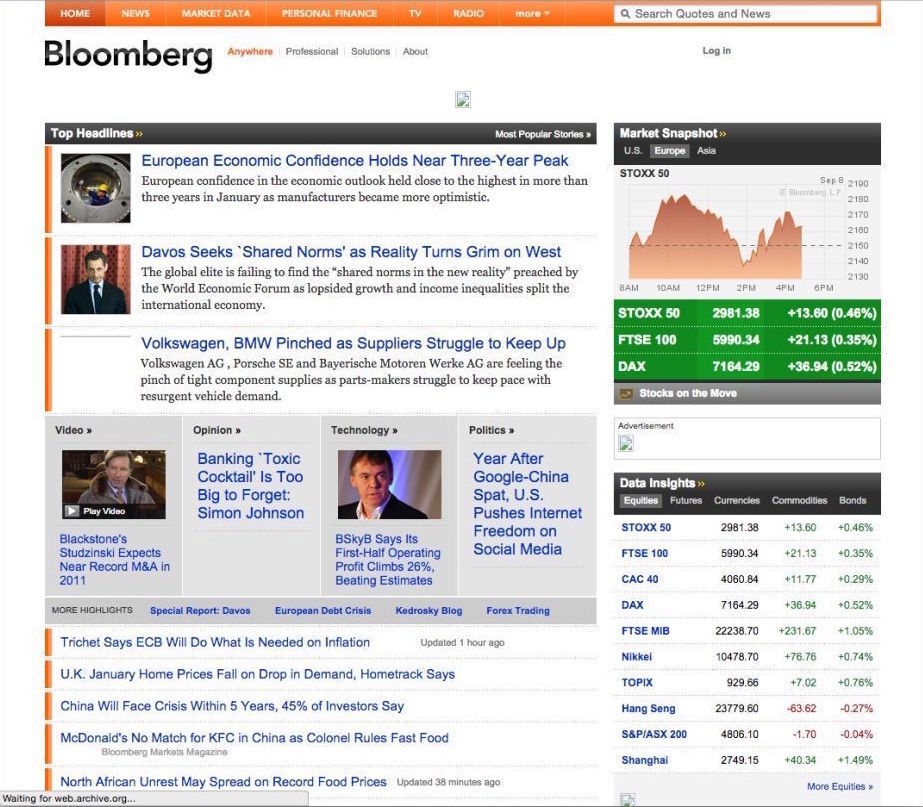 HOME NEWS MARKET DATA PERSONAL FINANCE TV RADIO more Search Quotes and News
Bloomberg Anywhere Professional Solutions About Log in
Top Headlines »
Most Popular Stories »
European Economic Confidence Holds Near Three-Year Peak
European confidence in the economic outlook held close to the highest in more than
three years in January as manufacturers became more optimistic.
Davos Seeks `Shared Norms' as Reality Turns Grim on West
The global elite is failing to find the “shared norms in the new reality” preached by
the World Economic Forum as lopsided growth and income inequalities split the
international economy.
Volkswagen, BMW Pinched as Suppliers Struggle to Keep Up
Volkswagen AG , Porsche SE and Bayerische Motoren Werke AG are feeling the
pinch of tight component supplies as parts-makers struggle to keep pace with
resurgent vehicle demand.
Video »
Play Video
Blackstone's
Studzinski Expects
Near Record M&A in
2011
Opinion »
Banking `Toxic
Cocktail' Is Too
Big to Forget:
Simon Johnson
Technology »
BSkyB Says Its
First-Half Operating
Profit Climbs 26%,
Beating Estimates
Politics »
Year After
Google-China
Spat, U.S.
Pushes Internet
Freedom on
Social Media
MORE HIGHLIGHTS Special Report: Davos European Debt Crisis Kedrosky Blog Forex Trading
Trichet Says ECB Will Do What Is Needed on Inflation Updated 1 hour ago
U.K. January Home Prices Fall on Drop in Demand, Hometrack Says
China Will Face Crisis Within 5 Years, 45% of Investors Say
McDonald's No Match for KFC in China as Colonel Rules Fast Food
Bloomberg Markets Magazine
North African Unrest May Spread on Record Food Prices Updated 38 minutes ago
Market Snapshot »
U.S. Europe Asia
STOXX 50
Sep 8
© Bloomberg L.P.
2190
2180
2170
2160
2150
2140
2130
8AM 10AM 12PM 2PM 4PM 6PM
STOXX 50 2981.38 +13.60 (0.46%)
FTSE 100 5990.34 +21.13 (0.35%)
DAX 7164.29 +36.94 (0.52%)
Stocks on the Move
Advertisement
Data Insights »
Equities Futures Currencies Commodities Bonds
STOXX 50 2981.38 +13.60 +0.46%
FTSE 100 5990.34 +21.13 +0.35%
CAC 40 4060.84 +11.77 +0.29%
DAX 7164.29 +36.94 +0.52%
FTSE MIB 22238.70 +231.67 +1.05%
Nikkei 10478.70 +76.76 +0.74%
TOPIX 929.66 +7.02 +0.76%
Hang Seng 23779.60 -63.62 -0.27%
S&P/ASX 200 4806.10 -1.70 -0.04%
Shanghai 2749.15 +40.34 +1.49%
More Equities »
Waiting for web.archive.org...